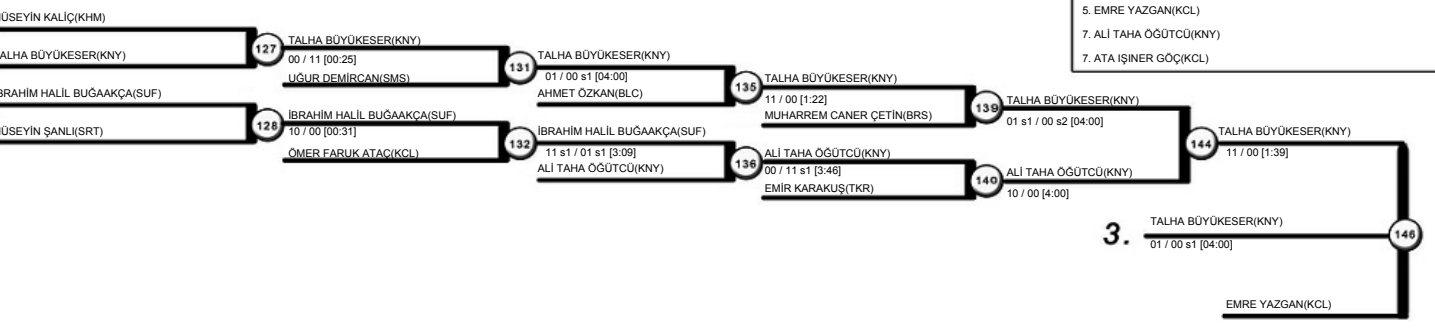 5. EMRE YAZGAN(KCL)
7. ALİ TAHA ÖĞÜTCÜ(KNY)
7. ATA IŞINER GÖÇ(KCL)
ÜSEYİN KALİÇ(KHM)
ALHA BÜYÜKESER(KNY)
127
TALHA BÜYÜKESER(KNY)
00 / 11 [00:25]
UĞUR DEMİRCAN(SMS)
131
TALHA BÜYÜKESER(KNY)
01 / 00 s1 [04:00]
AHMET ÖZKAN(BLC)
135
TALHA BÜYÜKESER(KNY)
11 / 00 [1:22]
MUHARREM CANER ÇETİN(BRS)
139
TALHA BÜYÜKESER(KNY)
01 s1 / 00 s2 [04:00]
144
TALHA BÜYÜKESER(KNY)
11 / 00 [1:39]
BRAHİM HALİL BUĞAAKÇA(SUF)
ÜSEYİN ŞANLI(SRT)
128
İBRAHİM HALİL BUĞAAKÇA(SUF)
10 / 00 [00:31]
ÖMER FARUK ATAÇ(KCL)
132
İBRAHİM HALİL BUĞAAKÇA(SUF)
11 s1 / 01 s1 [3:09]
ALİ TAHA ÖĞÜTCÜ(KNY)
136
ALİ TAHA ÖĞÜTCÜ(KNY)
00 / 11 s1 [3:46]
EMİR KARAKUŞ(TKR)
140
ALİ TAHA ÖĞÜTCÜ(KNY)
10 / 00 [4:00]
3.
TALHA BÜYÜKESER(KNY)
01 / 00 s1 [04:00]
146
EMRE YAZGAN(KCL)